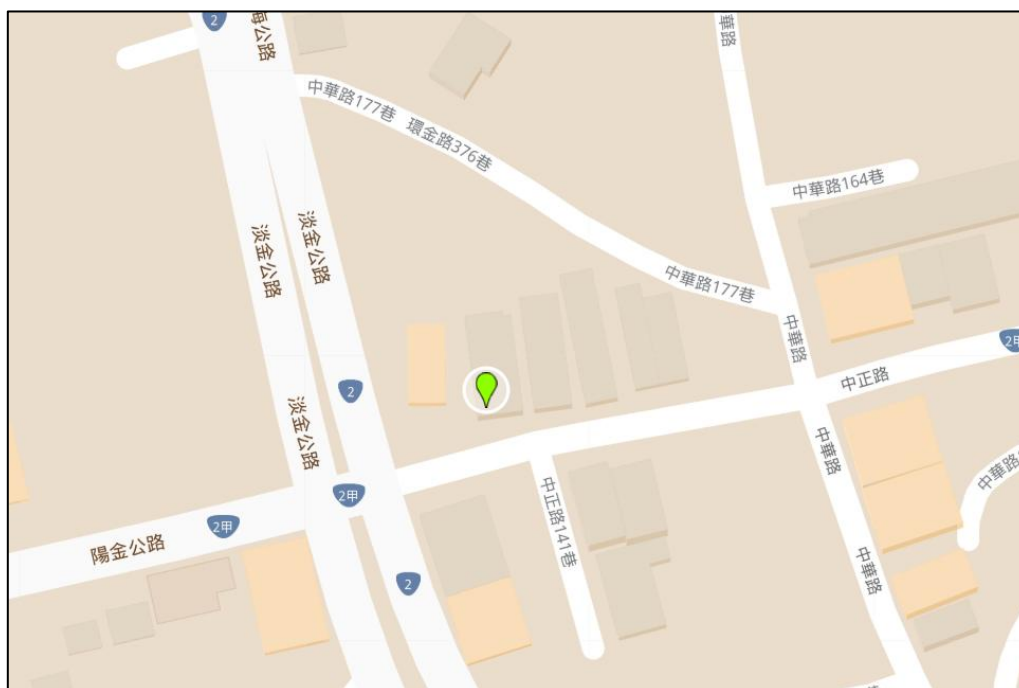 2
海公路
中華路
中華路177巷
環金路376巷
中華路164巷
淡金公路
淡金公路
中華路177巷
中華路
2甲
中正路
2
淡金公路
中華路
中華路
2甲
2甲
中正路141巷
陽金公路
2
中華路